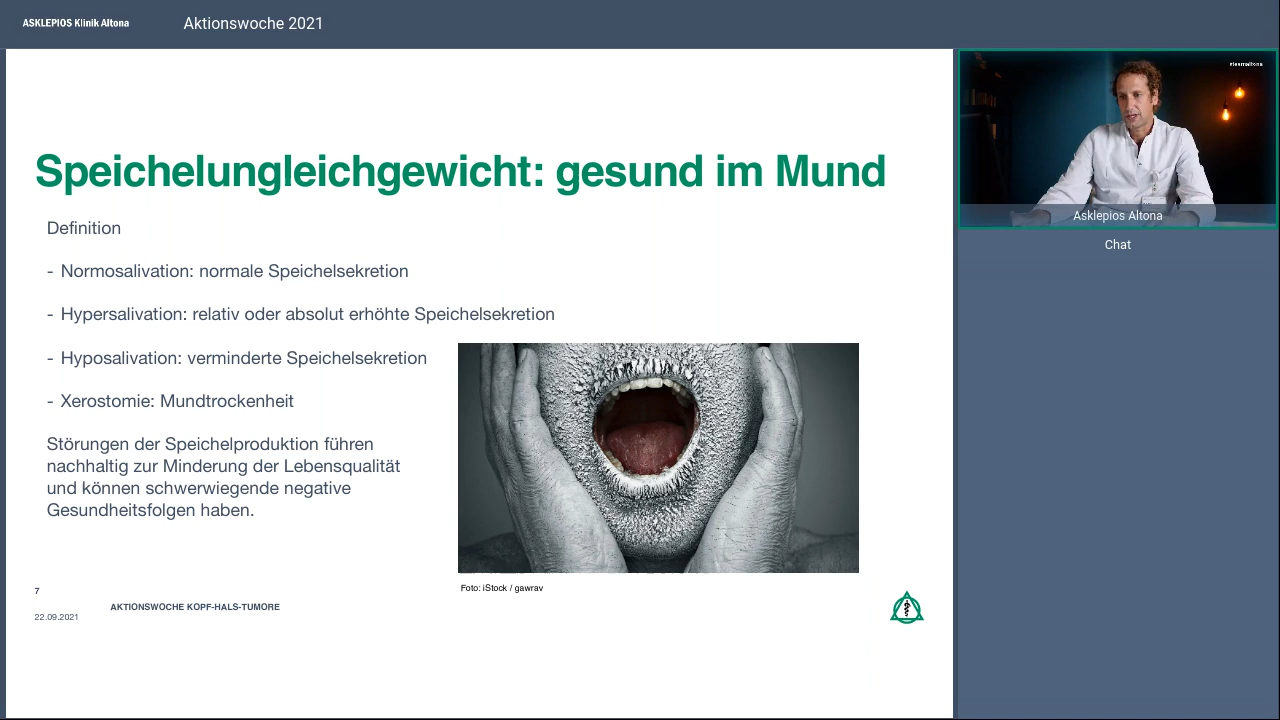 ASKLEPIOS Klinik Altona
Aktionswoche 2021
Speichelungleichgewicht: gesund im Mund
Definition
- Normosalivation: normale Speichelsekretion
- Hypersalivation: relativ oder absolut erhöhte Speichelsekretion
- Hyposalivation: verminderte Speichelsekretion
- Xerostomie: Mundtrockenheit
Störungen der Speichelproduktion führen
nachhaltig zur Minderung der Lebensqualität
und können schwerwiegende negative
Gesundheitsfolgen haben.
Foto: iStock / gawrav
7
AKTIONSWOCHE KOPF-HALS-TUMORE
22.09.2021
#teamaltona
Asklepios Altona
Chat